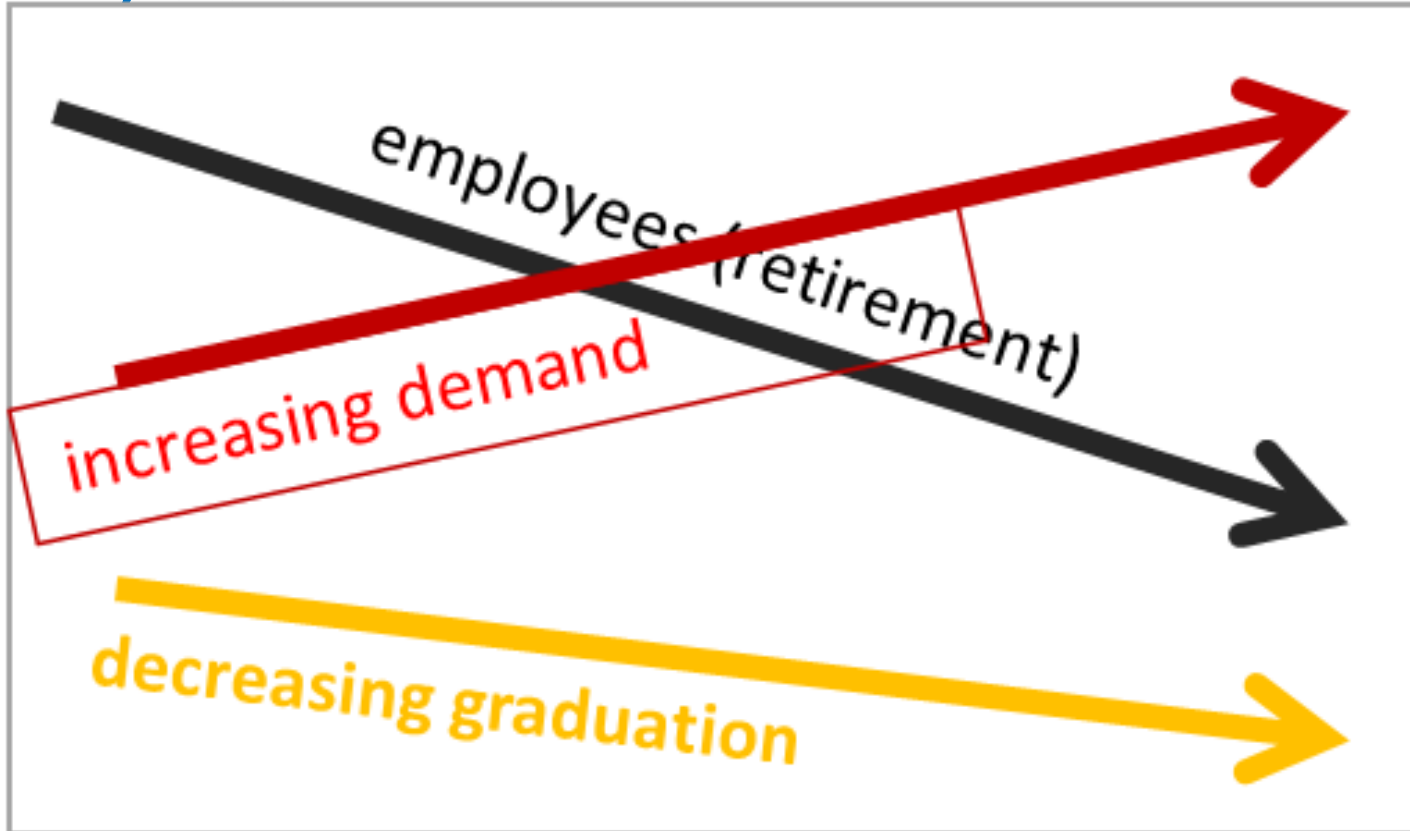 employees (retirement)
increasing demand
decreasing graduation